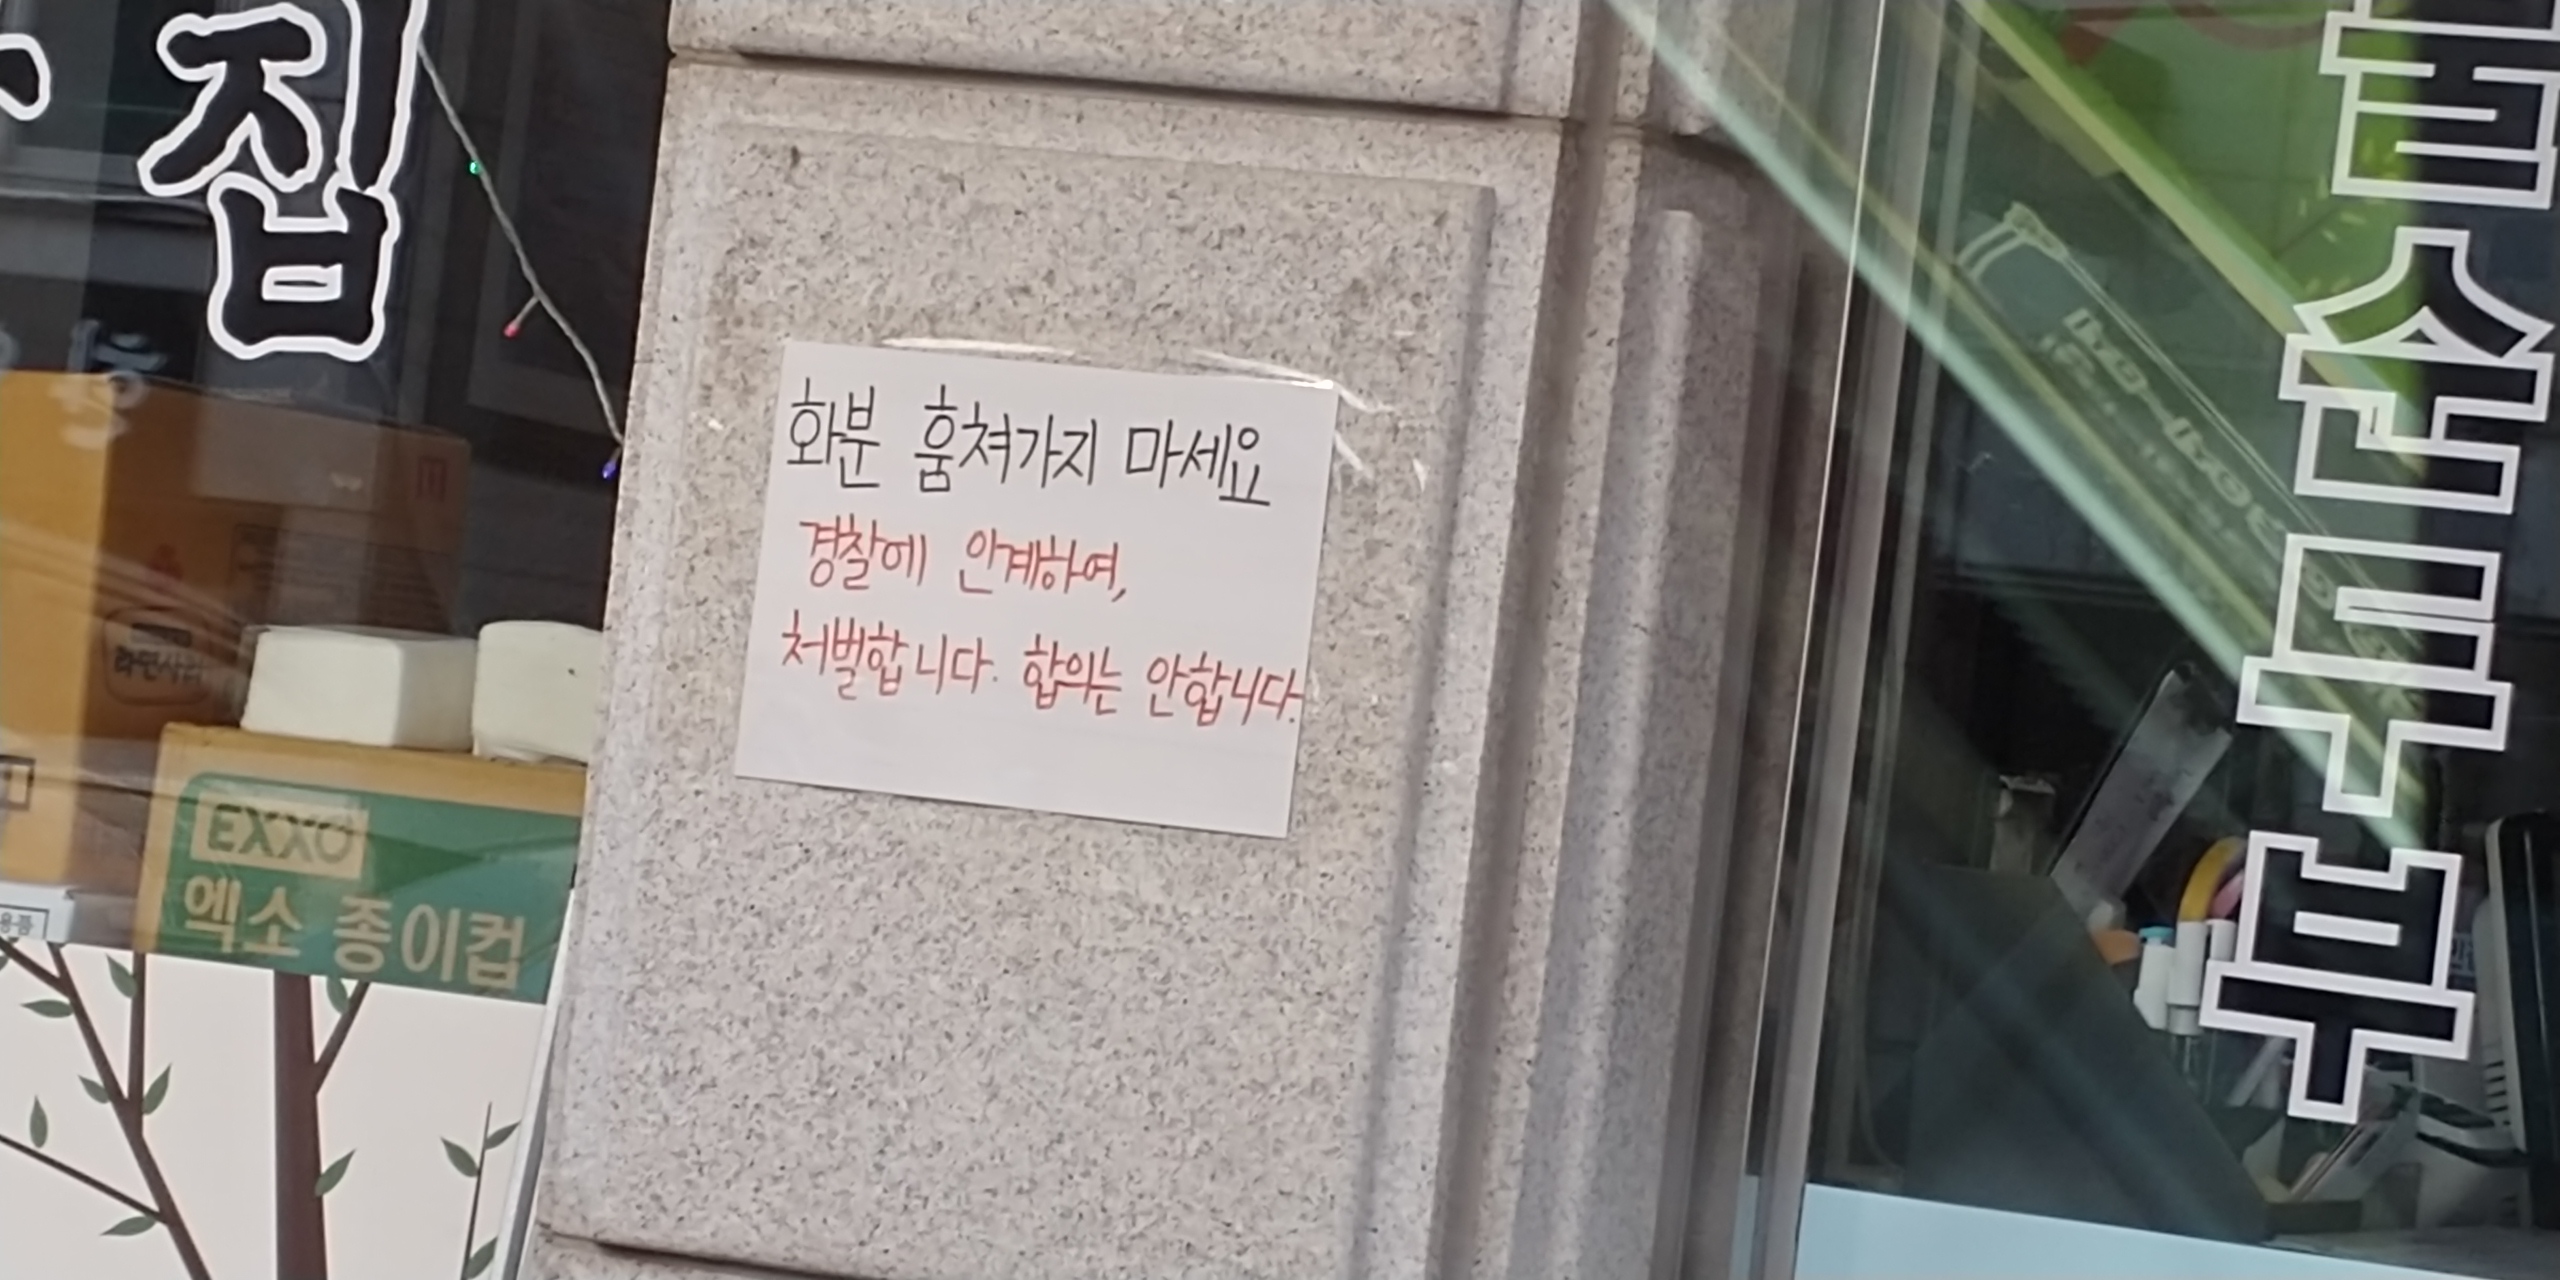 집
화분 훔쳐가지 마세요
경찰에 인계하여,
처벌합니다. 합의는 안합니다.
EXXO
엑소 종이컵
순두부